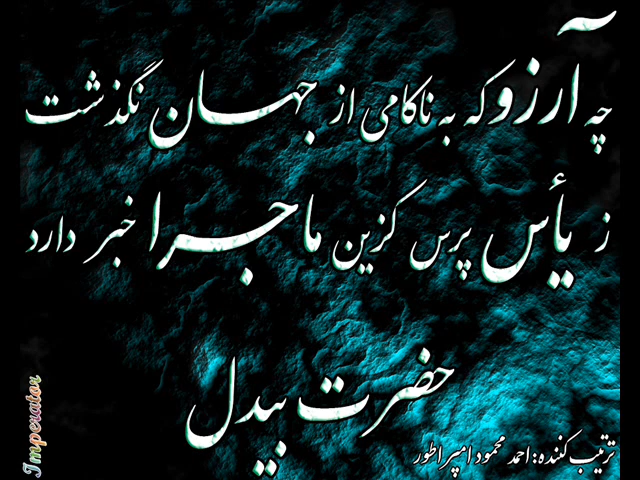 چه آرزو که به ناکامی از جهان نگذشت
ز یأس پرس کزین ماجرا خبر دارد
حضرت بیدل
ترتیب کننده: احمد محمود امپراطور
Imperator